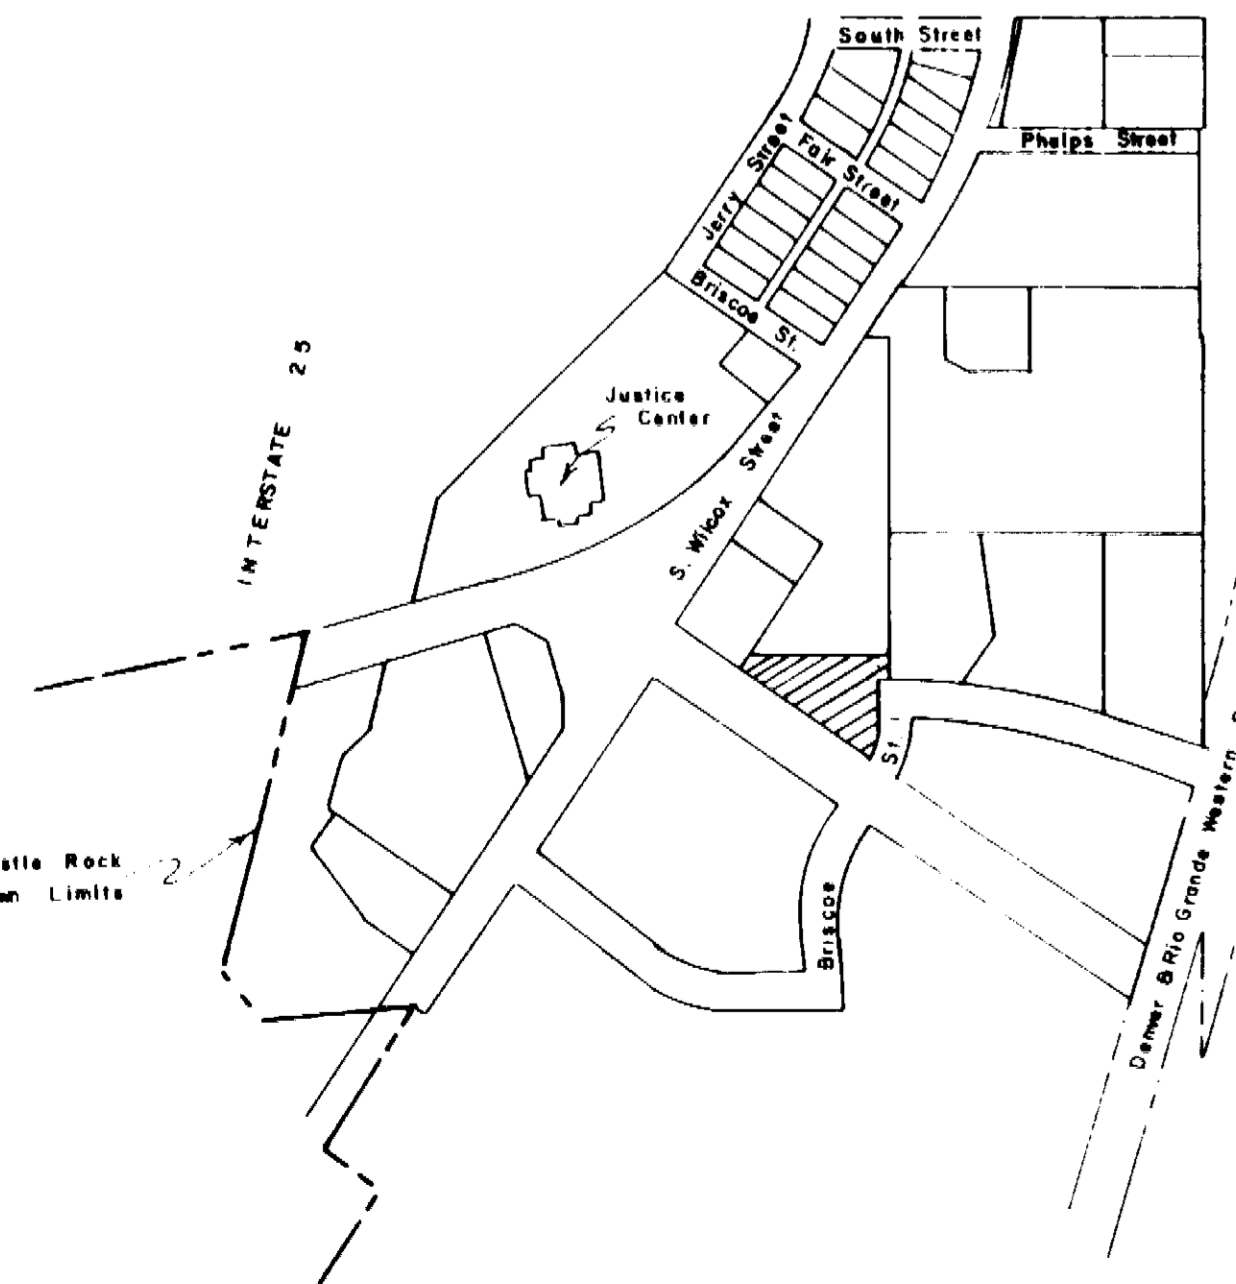 South Street
Phelps Street
Fair Street
Jerry Street
Briscoe St.
INTERSTATE 25
Justice
Center
S. Wilcox Street
St.
Rock
Limits
Briscoe
Denver & Rio Grande Western